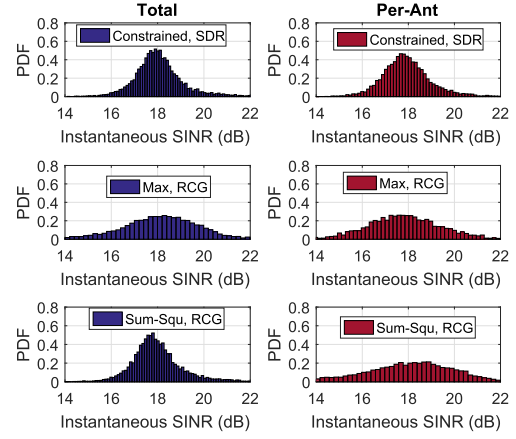 Total
Per-Ant
0.8
0.6
0.4
0.2
0
PDF
Constrained, SDR
14 16 18 20 22
Instantaneous SINR (dB)
0.8
0.6
0.4
0.2
0
PDF
Constrained, SDR
14 16 18 20 22
Instantaneous SINR (dB)
0.8
0.6
0.4
0.2
0
PDF
Max, RCG
14 16 18 20 22
Instantaneous SINR (dB)
0.8
0.6
0.4
0.2
0
PDF
Max, RCG
14 16 18 20 22
Instantaneous SINR (dB)
0.8
0.6
0.4
0.2
0
PDF
Sum-Squ, RCG
14 16 18 20 22
Instantaneous SINR (dB)
0.8
0.6
0.4
0.2
0
PDF
Sum-Squ, RCG
14 16 18 20 22
Instantaneous SINR (dB)